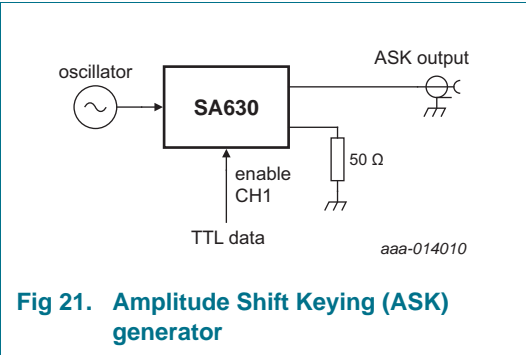 oscillator
ASK output
SA630
50 Ω
enable
CH1
TTL data
aaa-014010
Fig 21. Amplitude Shift Keying (ASK)
generator